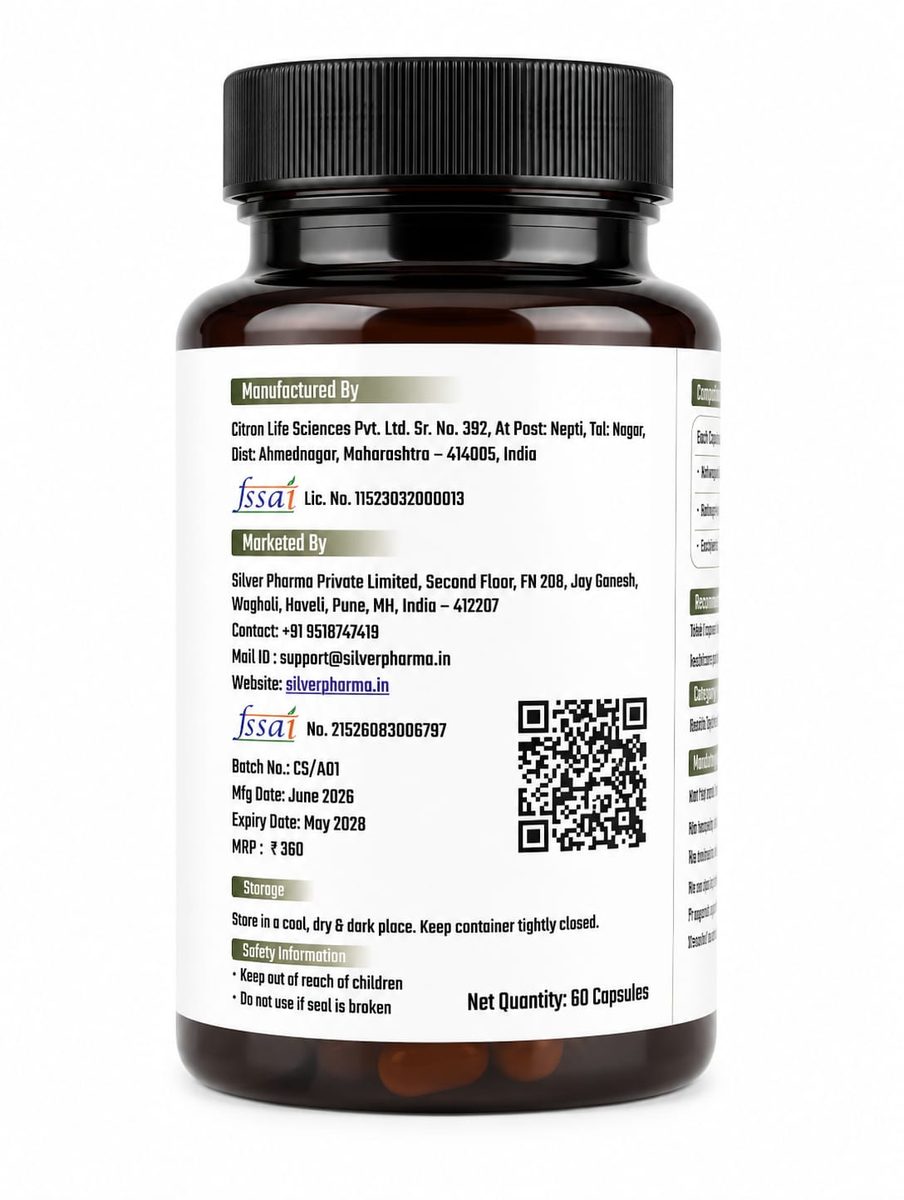 Manufactured By
Citron Life Sciences Pvt. Ltd. Sr. No. 392, At Post: Nepti, Tal: Nagar,
Dist: Ahmednagar, Maharashtra – 414005, India
fssai Lic. No. 11523032000013
Marketed By
Silver Pharma Private Limited, Second Floor, FN 208, Jay Ganesh,
Wagholi, Haveli, Pune, MH, India – 412207
Contact: +91 9518747419
Mail ID : support@silverpharma.in
Website: silverpharma.in
fssai No. 21526083006797
Batch No.: CS/A01
Mfg Date: June 2026
Expiry Date: May 2028
MRP : ₹ 360
Storage
Store in a cool, dry & dark place. Keep container tightly closed.
Safety Information
· Keep out of reach of children
· Do not use if seal is broken
Net Quantity: 60 Capsules
Each